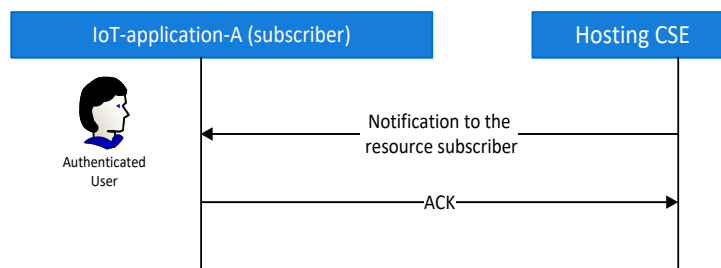 IoT-application-A (subscriber)
Hosting CSE
Authenticated
User
Notification to the
resource subscriber
ACK